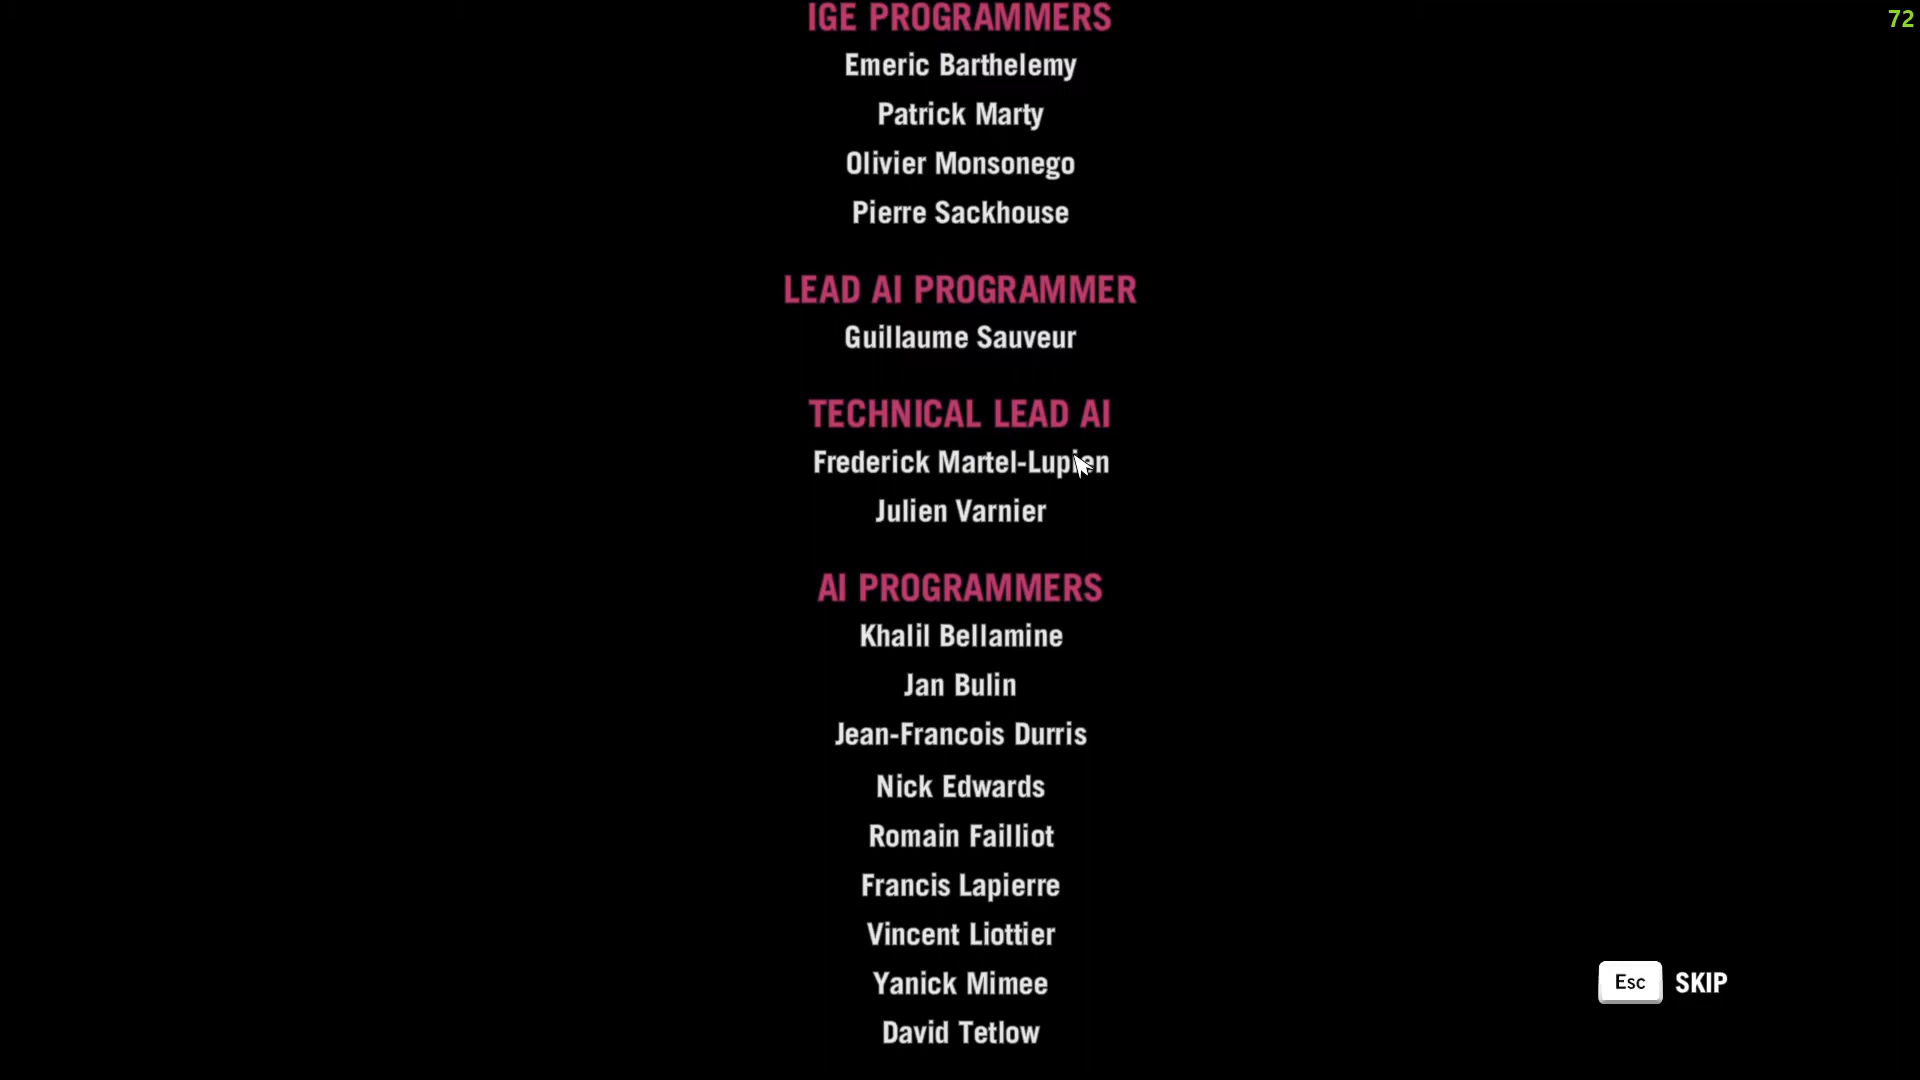 IGE PROGRAMMERS
72
Emeric Barthelemy
Patrick Marty
Olivier Monsonego
Pierre Sackhouse
LEAD AI PROGRAMMER
Guillaume Sauveur
TECHNICAL LEAD AI
Frederick Martel-Lupien
Julien Varnier
AI PROGRAMMERS
Khalil Bellamine
Jan Bulin
Jean-Francois Durris
Nick Edwards
Romain Failliot
Francis Lapierre
Vincent Liottier
Yanick Mimee
Esc SKIP
David Tetlow